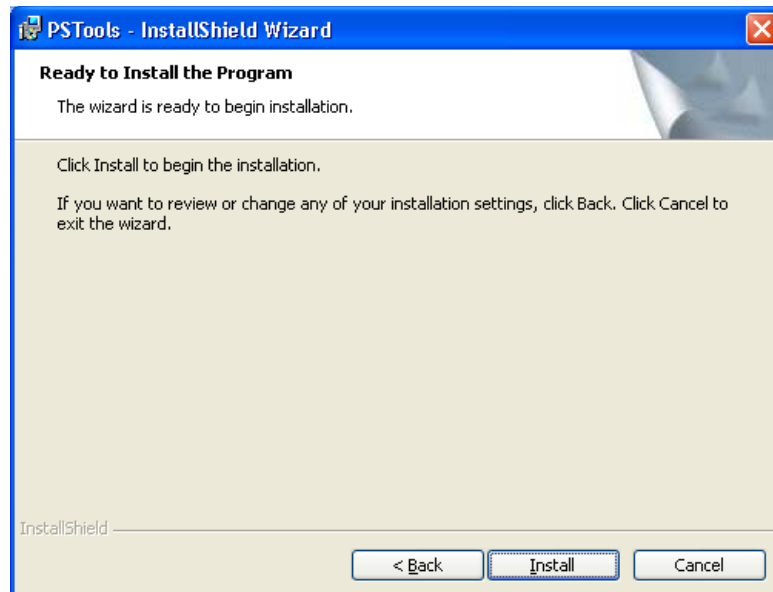 PSTools - InstallShield Wizard
Ready to Install the Program
The wizard is ready to begin installation.
Click Install to begin the installation.
If you want to review or change any of your installation settings, click Back. Click Cancel to
exit the wizard.
InstallShield
< Back Install Cancel